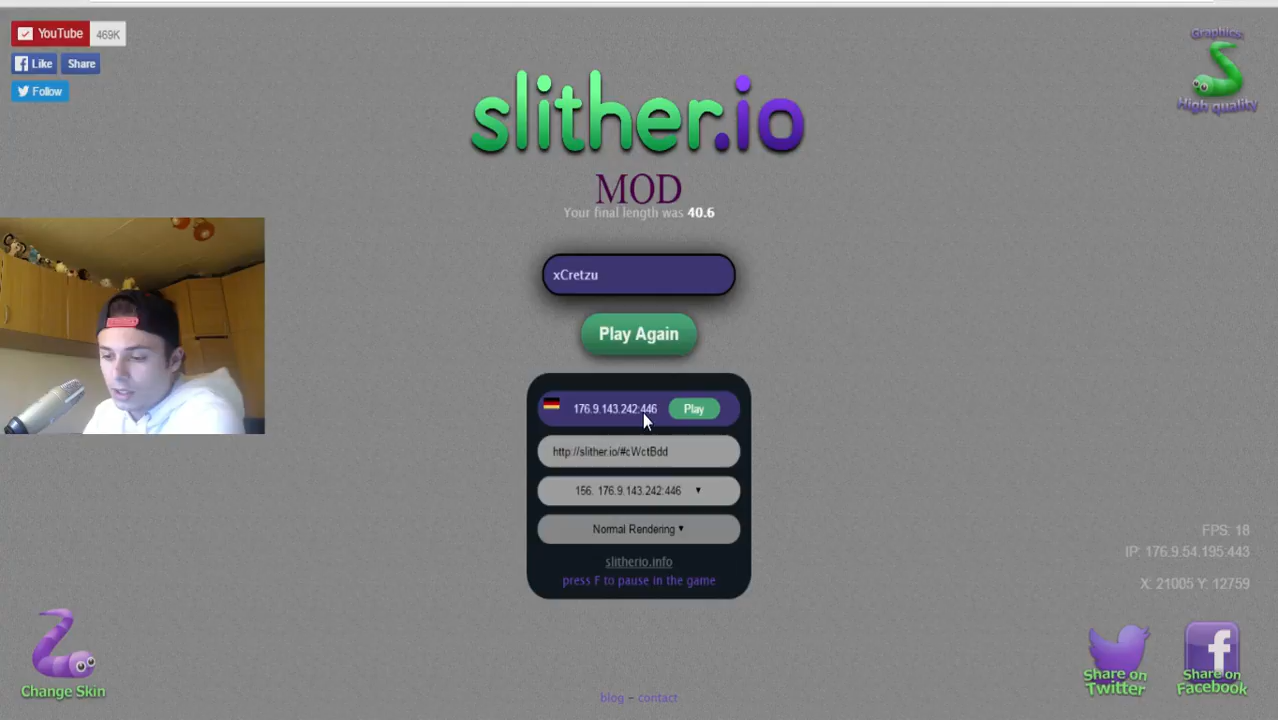 YouTube 469K
Like Share
Follow
Graphics:
High quality
slither.io
MOD
Your final length was 40.6
xCretzu
Play Again
176.9.143.242:446 Play
http://slither.io/#cWctBdd
156. 176.9.143.242:446
Normal Rendering
slitherio.info
press F to pause in the game
FPS: 18
IP: 176.9.54.195:443
X: 21005 Y: 12759
Change Skin
Share on
Twitter
Share on
Facebook
blog – contact